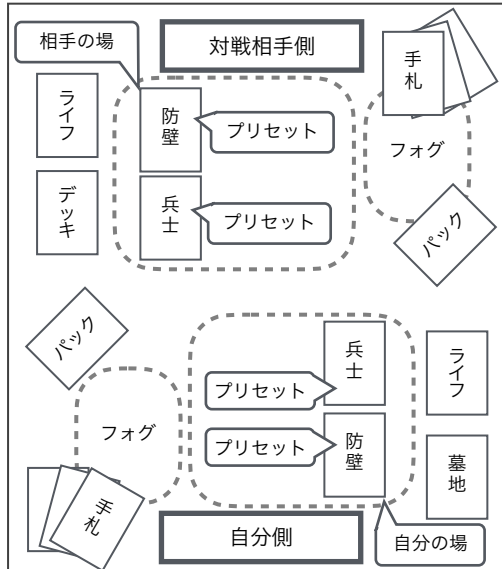 相手の場
対戦相手側
手札
ライフ
防壁
プリセット
フォグ
デッキ
兵士
プリセット
パック
パック
兵士
ライフ
プリセット
フォグ
プリセット
防壁
墓地
手札
自分側
自分の場